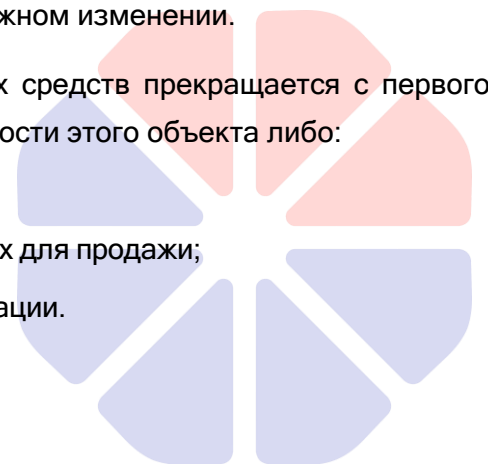 жном изменении.
х средств прекращается с первого
ости этого объекта либо:
х для продажи;
ации.